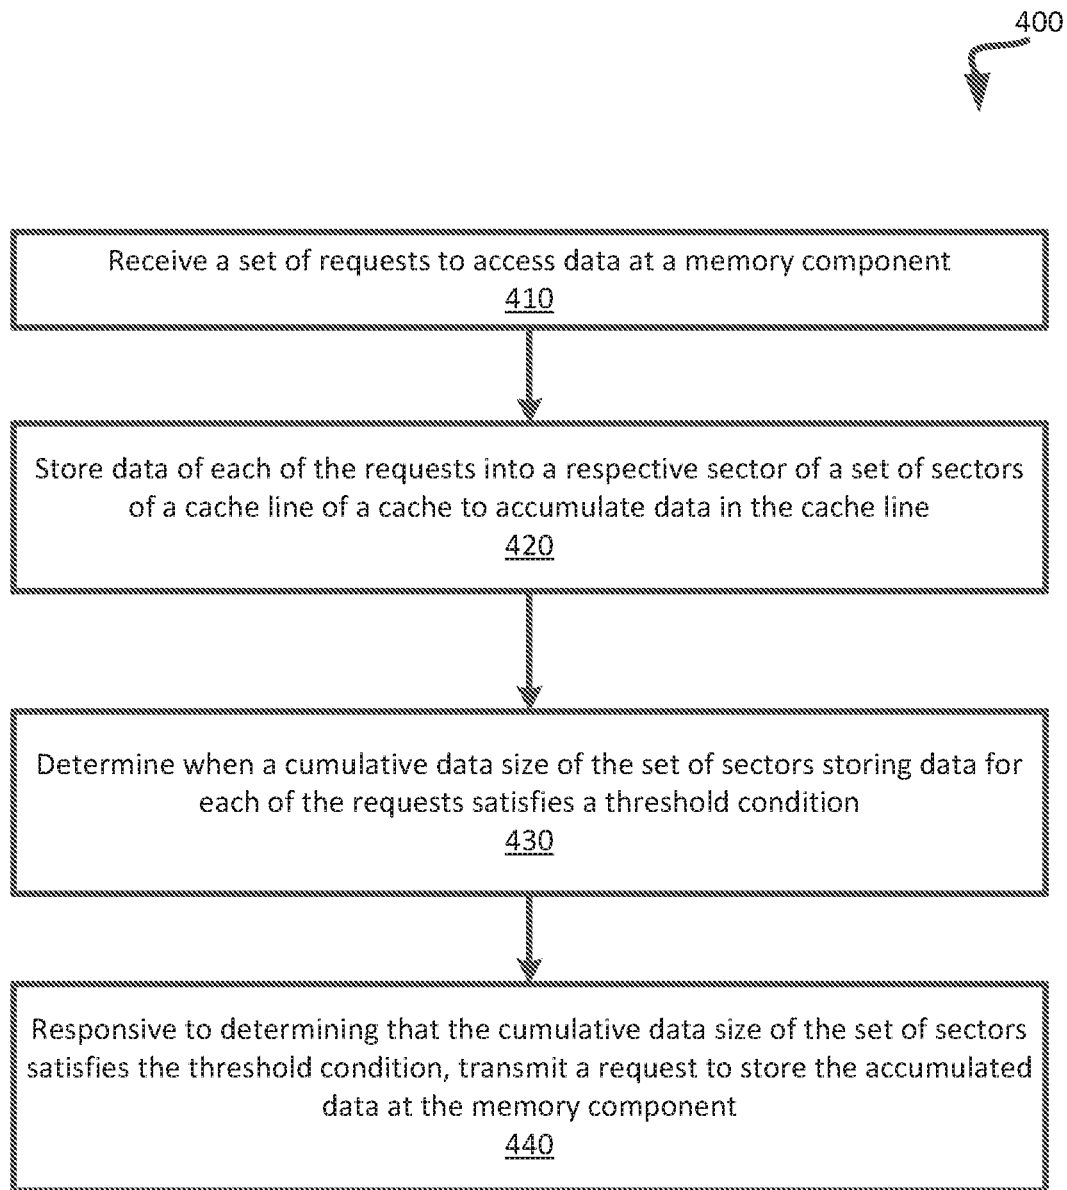 400
Receive a set of requests to access data at a memory component
410
Store data of each of the requests into a respective sector of a set of sectors
of a cache line of a cache to accumulate data in the cache line
420
Determine when a cumulative data size of the set of sectors storing data for
each of the requests satisfies a threshold condition
430
Responsive to determining that the cumulative data size of the set of sectors
satisfies the threshold condition, transmit a request to store the accumulated
data at the memory component
440